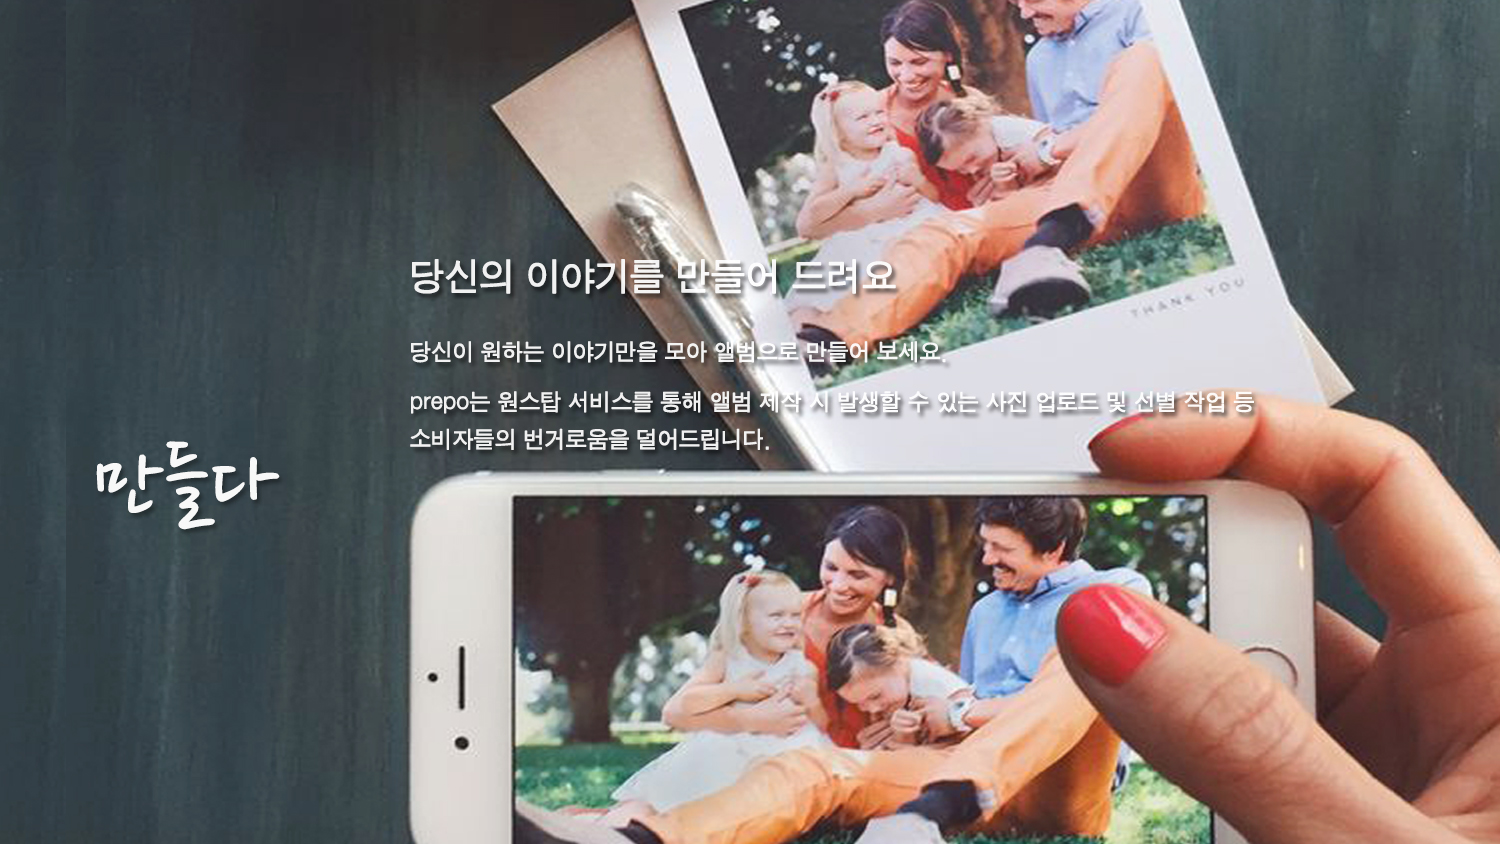 당신의 이야기를 만들어 드려요
당신이 원하는 이야기만을 모아 앨범으로 만들어 보세요.
prepo는 원스탑 서비스를 통해 앨범 제작 시 발생할 수 있는 사진 업로드 및 선별 작업 등
소비자들의 번거로움을 덜어드립니다.
만들다
THANK YOU